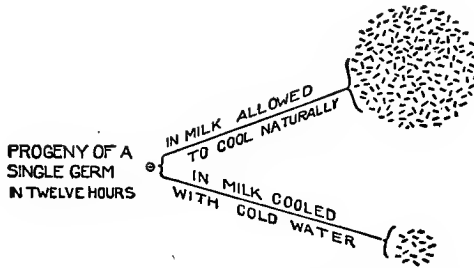 PROGENY OF A
SINGLE GERM
IN TWELVE HOURS
IN MILK ALLOWED
TO COOL NATURALLY
IN MILK COOLED
WITH COLD WATER